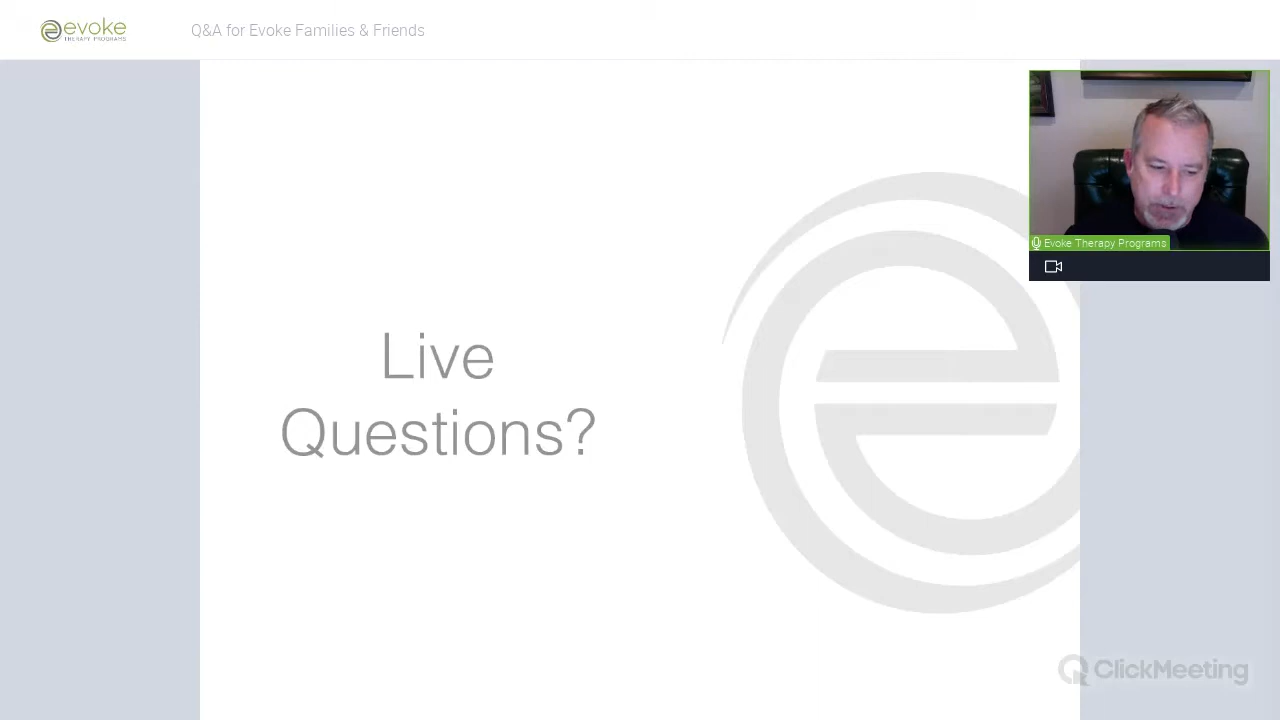 evoke
THERAPY PROGRAMS
Q&A for Evoke Families & Friends
Evoke Therapy Programs
Live
Questions?
ClickMeeting